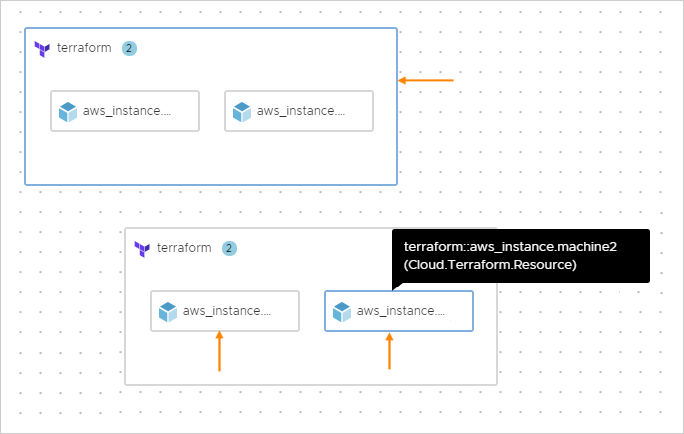 terraform 2
aws_instance.... aws_instance....
terraform 2
terraform::aws_instance.machine2
(Cloud.Terraform.Resource)
aws_instance.... aws_instance....